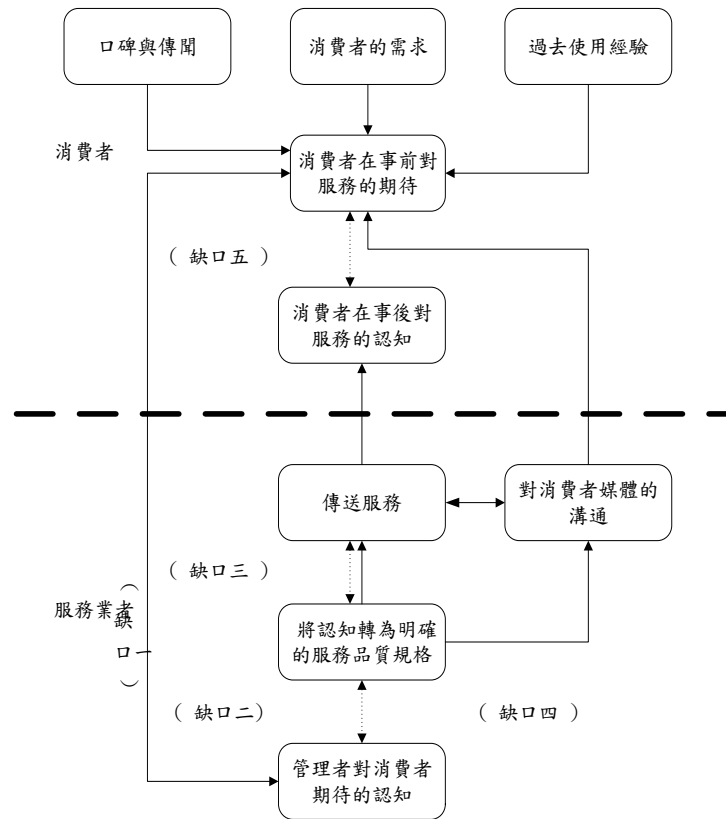 口碑與傳聞
消費者的需求
過去使用經驗
消費者
消費者在事前對
服務的期待
( 缺口五 )
消費者在事後對
服務的認知
傳送服務
對消費者媒體的
溝通
( 缺口三 )
服務業者
(缺口一)
將認知轉為明確
的服務品質規格
( 缺口二)
( 缺口四 )
管理者對消費者
期待的認知